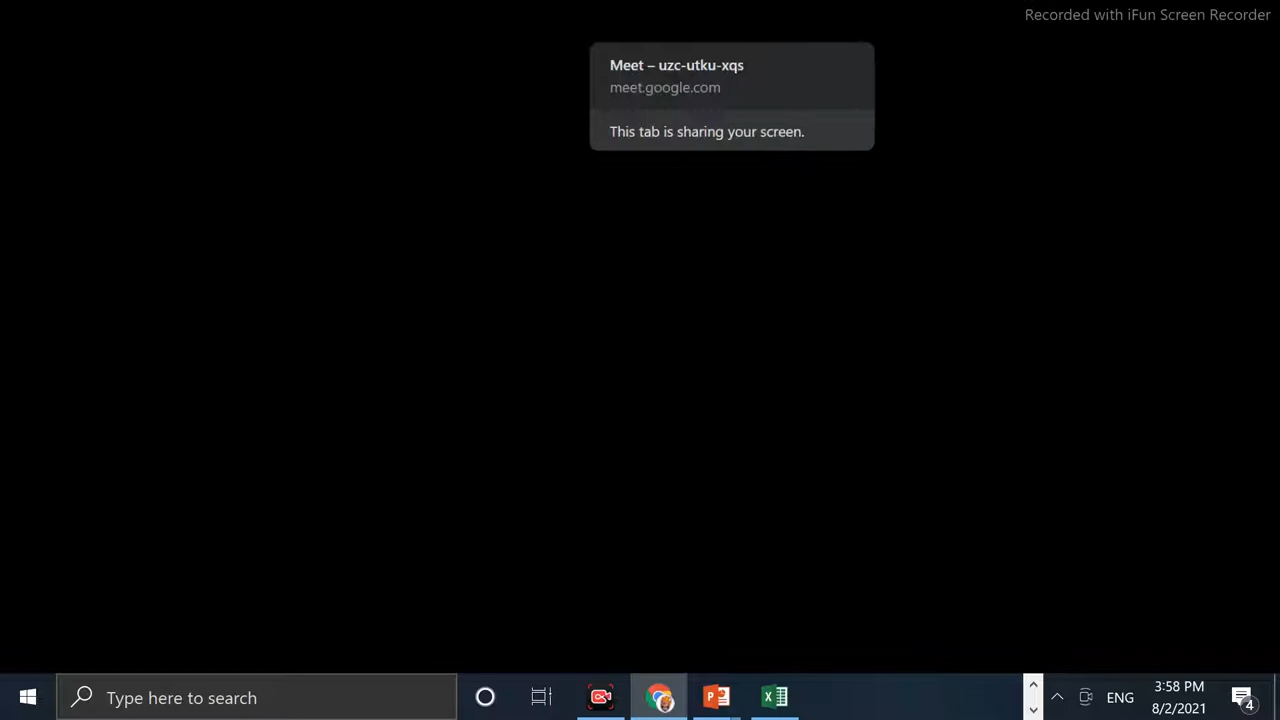 Recorded with iFun Screen Recorder
Meet – uzc-utku-xqs
meet.google.com
This tab is sharing your screen.
Type here to search
ENG
3:58 PM
8/2/2021
4